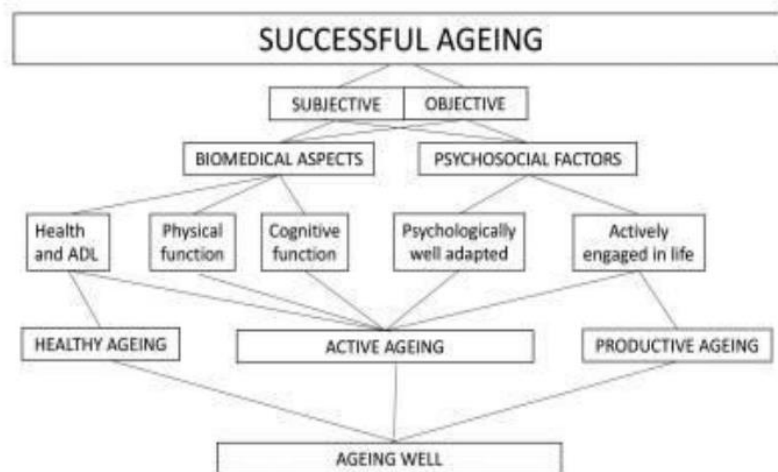 SUCCESSFUL AGEING
SUBJECTIVE OBJECTIVE
BIOMEDICAL ASPECTS PSYCHOSOCIAL FACTORS
Health Physical Cognitive Psychologically Actively
and ADL function function well adapted engaged in life
HEALTHY AGEING ACTIVE AGEING PRODUCTIVE AGEING
AGEING WELL